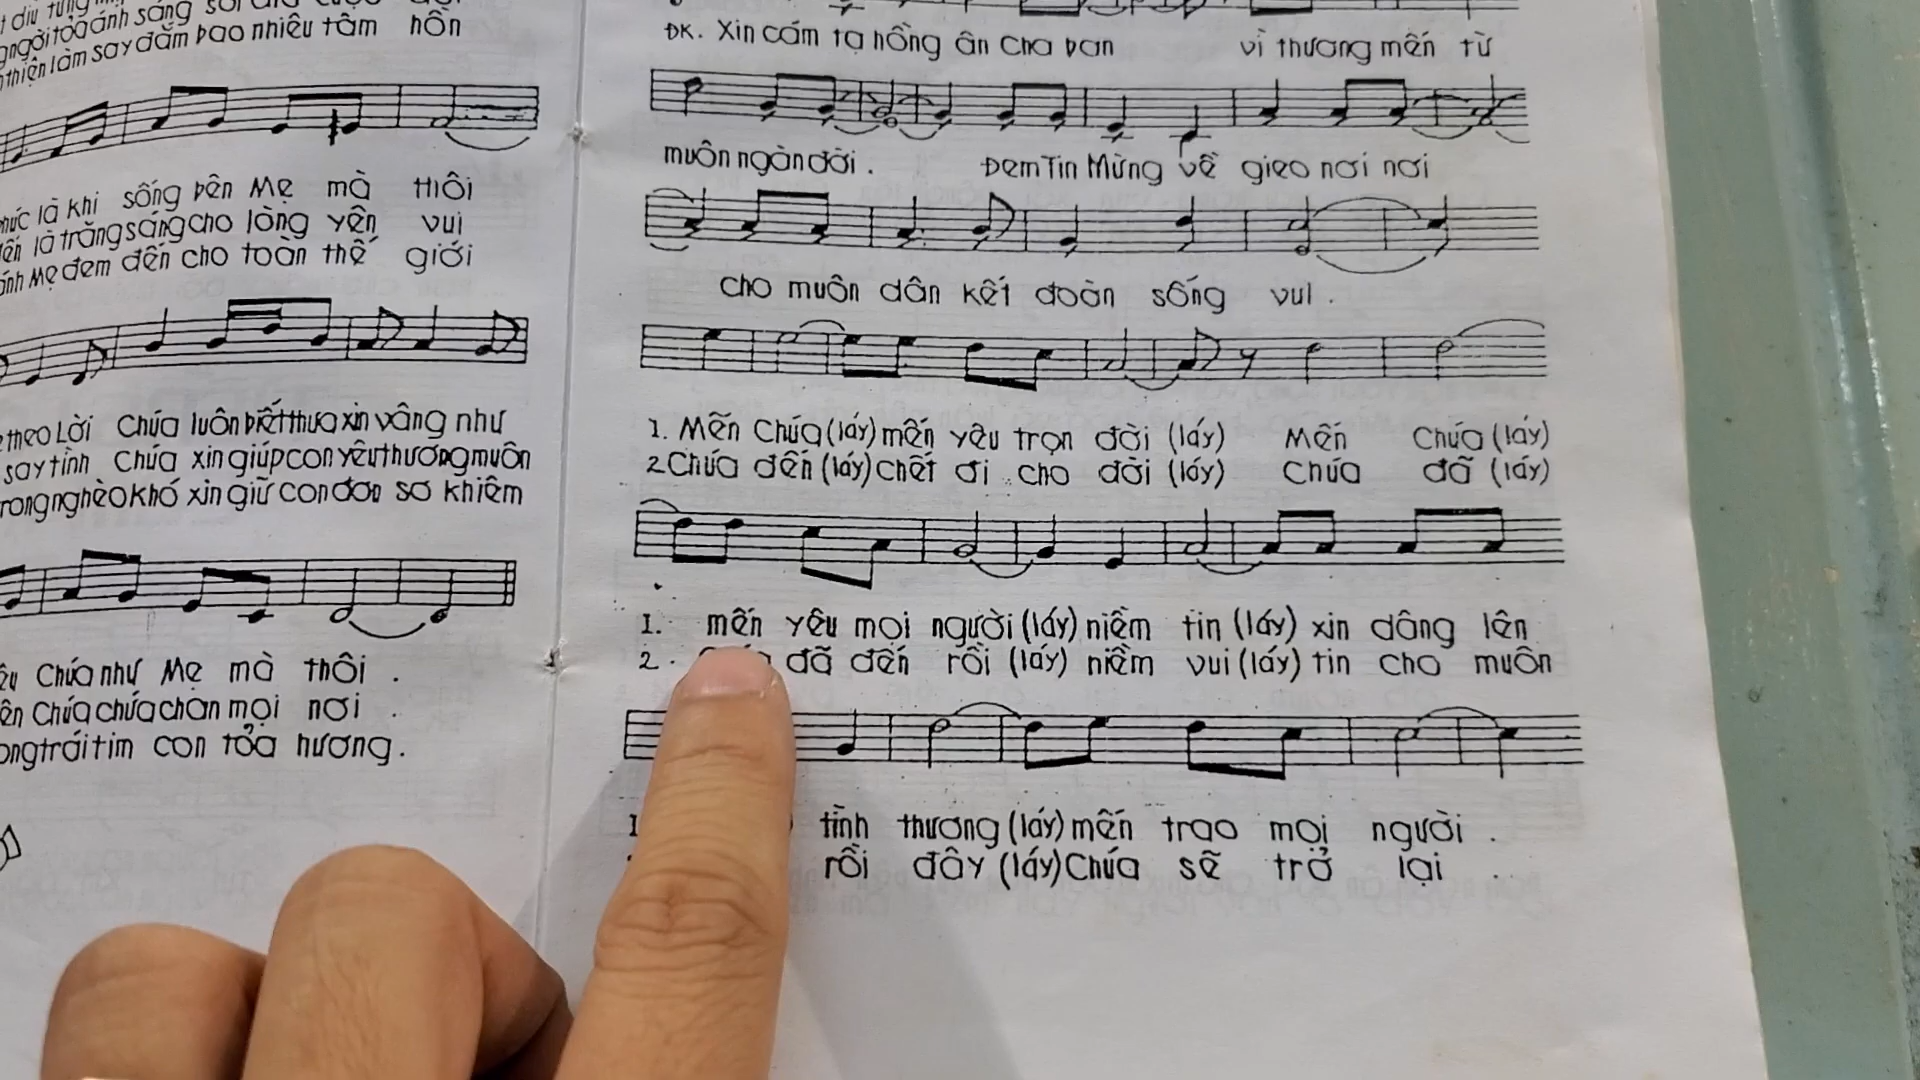 t dịu
ngời toả ánh sáng
thiện làm say đắm bao nhiêu tâm hồn
là khi sống bên Mẹ mà thôi
là trăng sáng cho lòng yên vui
Mẹ đem đến cho toàn thế giới
theo Lời Chúa luôn biết thưa xin vâng như
say tình Chúa xin giúp con yêu thương muôn
nghèo khó xin giữ con đơn sơ khiêm
Chúa như Mẹ mà thôi .
Chúa chứa chan mọi nơi .
trái tim con tỏa hương .
ĐK. Xin cám tạ hồng ân Cha ban vì thương mến từ
muôn ngàn đời . Đem Tin Mừng về gieo nơi nơi
cho muôn dân kết đoàn sống vui .
1. Mến Chúa (láy) mến yêu trọn đời (láy) Mến Chúa (láy)
2 Chúa đến (láy) chết đi cho đời (láy) Chúa đã (láy)
1. mến yêu mọi người (láy) niềm tin (láy) xin dâng lên
2. đã đến rồi (láy) niềm vui (láy) tin cho muôn
1 tình thương (láy) mến trao mọi người .
rồi đây (láy) Chúa sẽ trở lại .